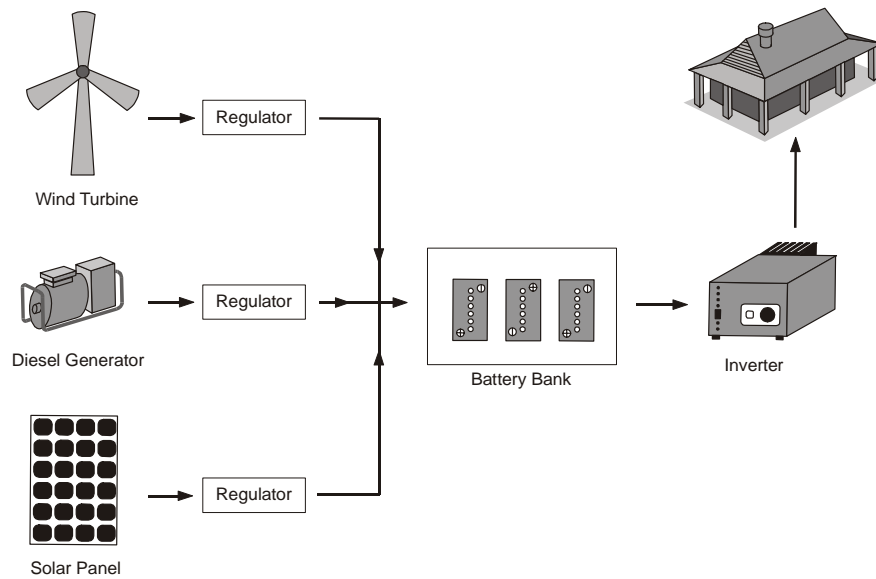 Regulator
Wind Turbine
Regulator
Diesel Generator
Battery Bank
Inverter
Regulator
Solar Panel